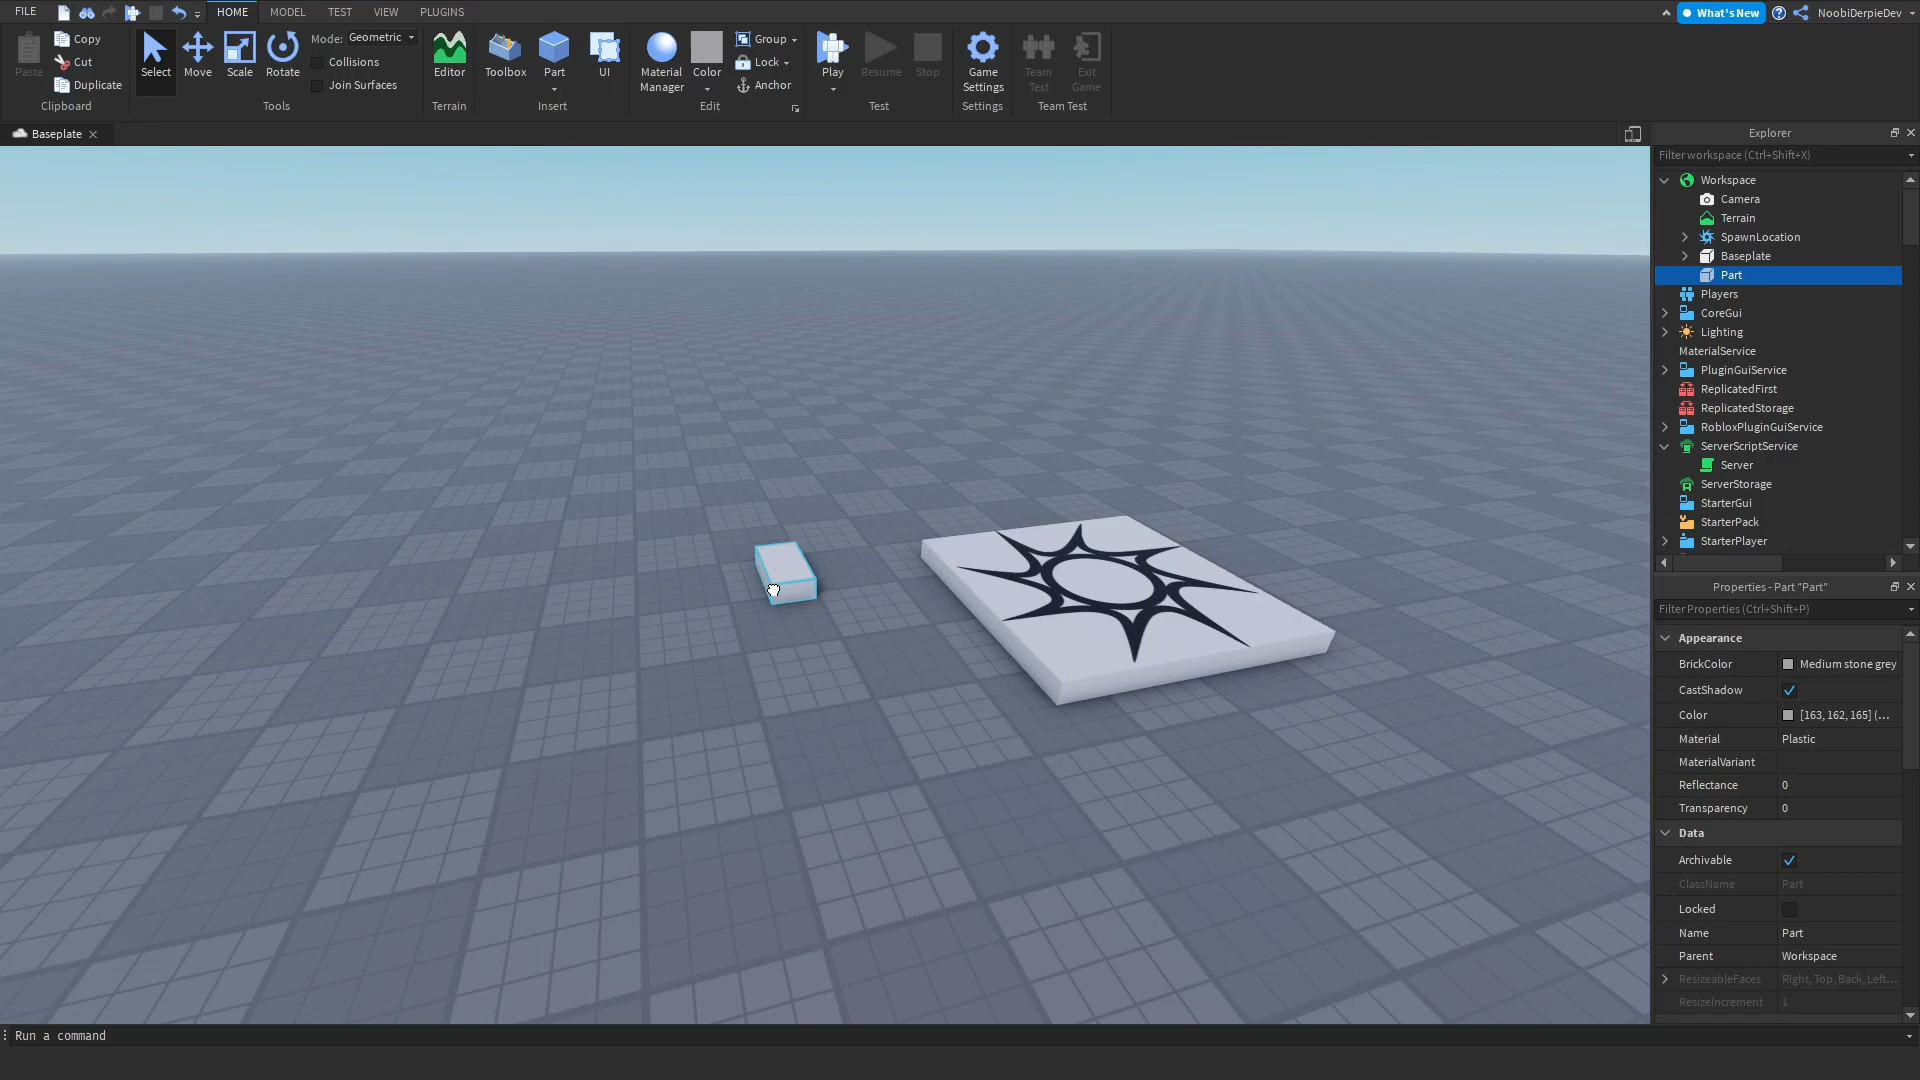 FILE HOME MODEL TEST VIEW PLUGINS What's New NoobiDerpieDev
Paste Copy Cut Duplicate Clipboard
Select Move Scale Rotate Mode: Geometric Collisions Join Surfaces Tools
Editor Terrain
Toolbox Part UI Insert
Material Manager Color Group Lock Anchor Edit
Play Resume Stop Test
Game Settings Settings
Team Test Exit Game Team Test
Baseplate
Explorer
Filter workspace (Ctrl+Shift+X)
Workspace
Camera
Terrain
SpawnLocation
Baseplate
Part
Players
CoreGui
Lighting
MaterialService
PluginGuiService
ReplicatedFirst
ReplicatedStorage
RobloxPluginGuiService
ServerScriptService
Server
ServerStorage
StarterGui
StarterPack
StarterPlayer
Properties - Part "Part"
Filter Properties (Ctrl+Shift+P)
Appearance
BrickColor Medium stone grey
CastShadow
Color [163, 162, 165] (...
Material Plastic
MaterialVariant
Reflectance 0
Transparency 0
Data
Archivable
ClassName Part
Locked
Name Part
Parent Workspace
ResizeableFaces Right, Top, Back, Left...
ResizeIncrement 1
Run a command